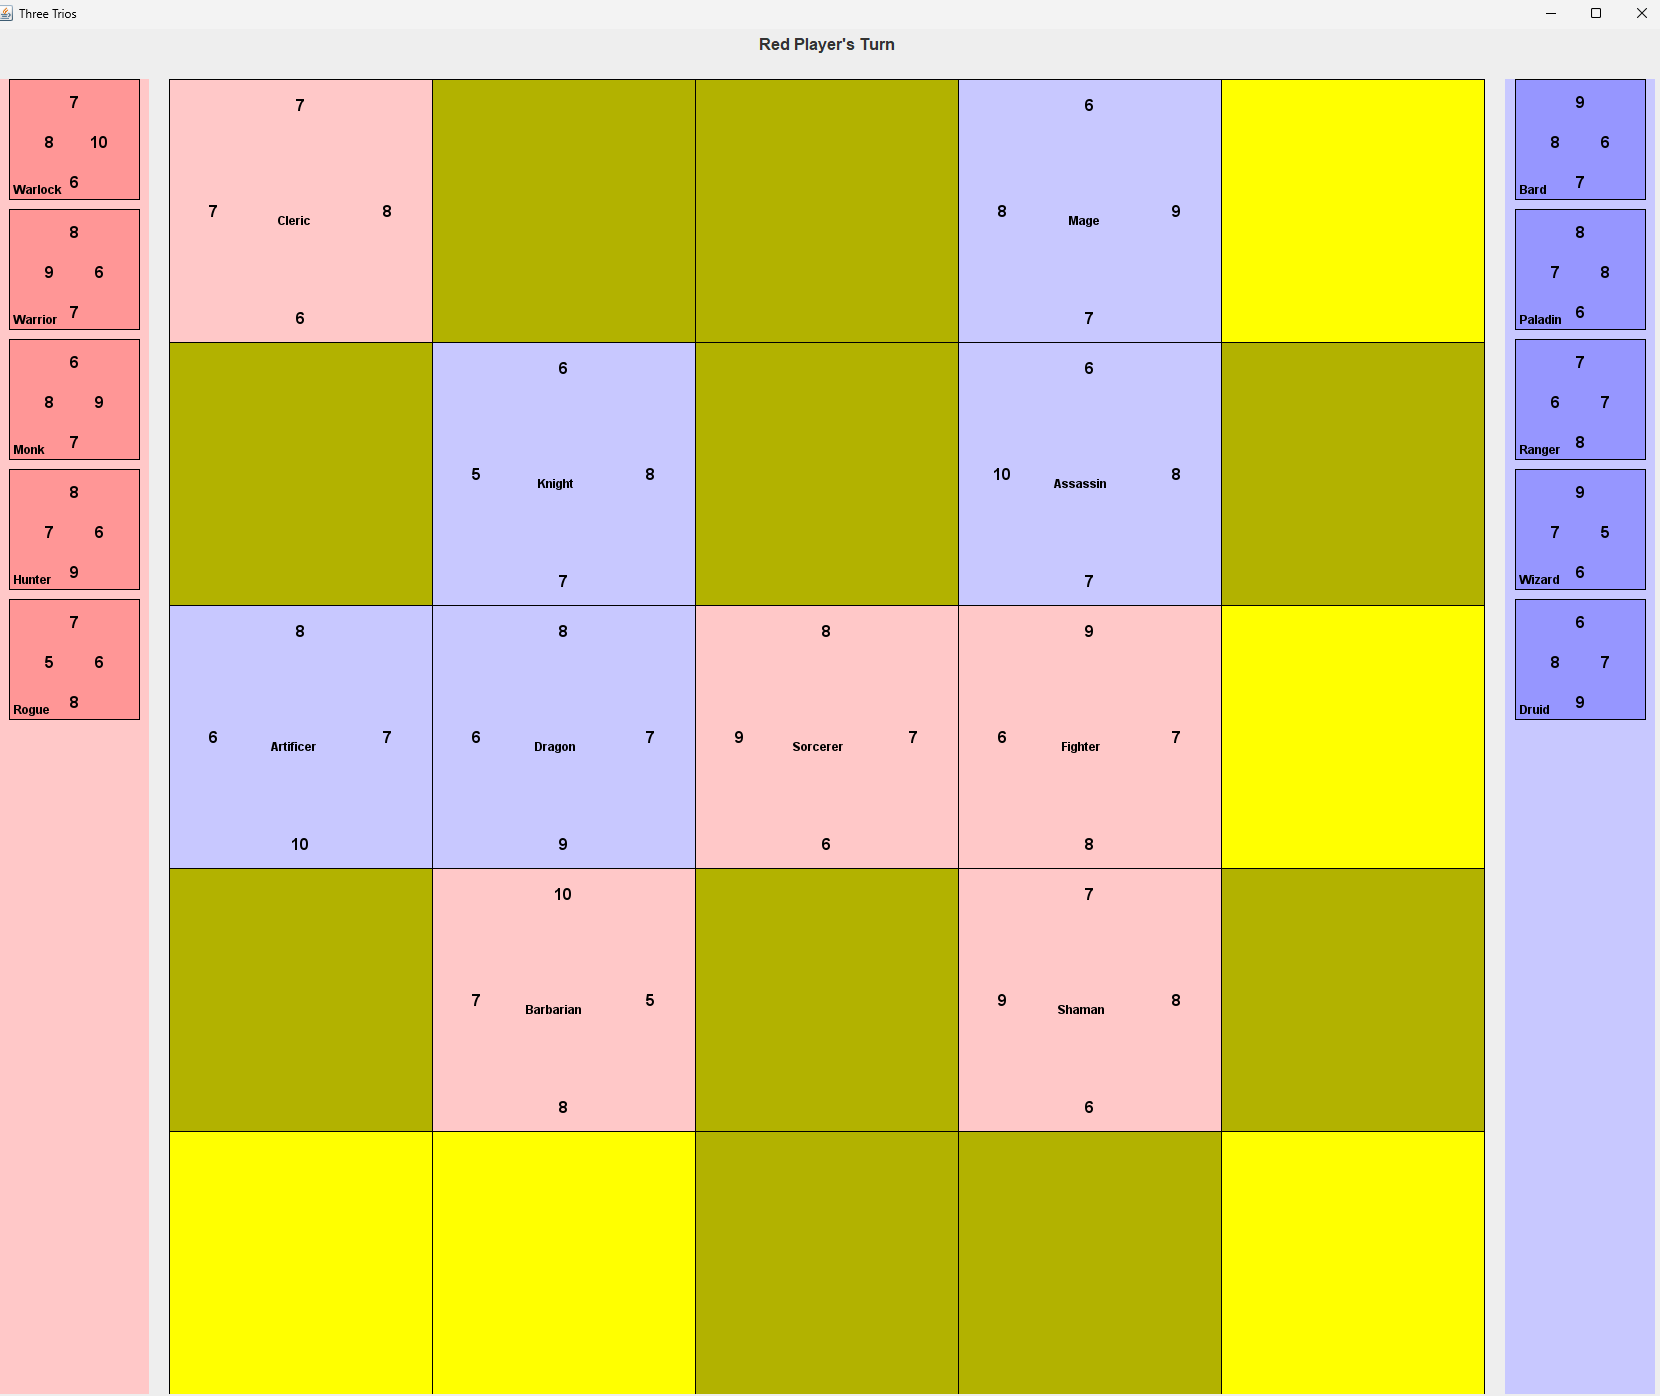 Three Trios
Red Player's Turn
7
8 10
Warlock 6
8
9 6
Warrior 7
6
8 9
Monk 7
8
7 6
Hunter 9
7
5 6
Rogue 8
7
7 Cleric 8
6
6
8 Mage 9
7
6
5 Knight 8
7
6
10 Assassin 8
7
8
6 Artificer 7
10
8
6 Dragon 7
9
8
9 Sorcerer 7
6
9
6 Fighter 7
8
10
7 Barbarian 5
8
7
9 Shaman 8
6
9
8 6
Bard 7
8
7 8
Paladin 6
7
6 7
Ranger 8
9
7 5
Wizard 6
6
8 7
Druid 9